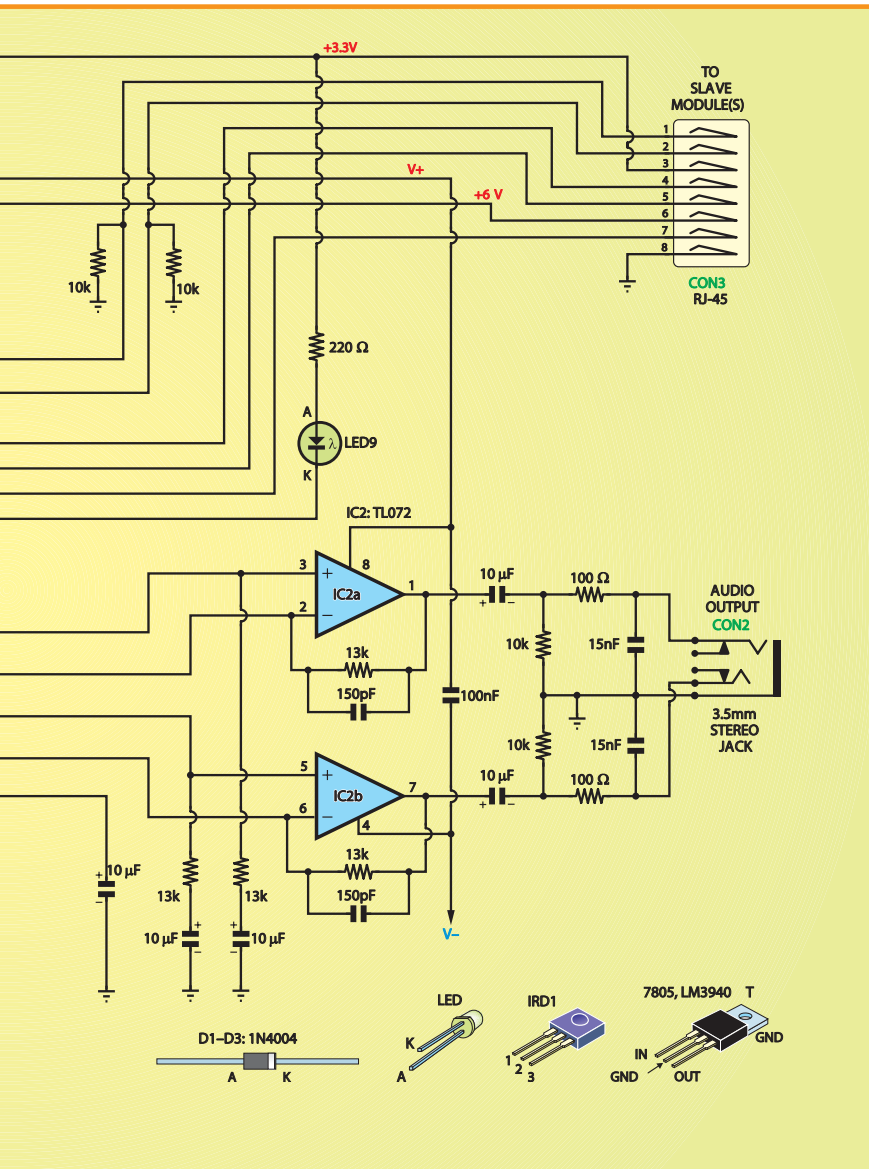 +3.3V
TO
SLAVE
MODULE(S)
1
2
3
4
5
6
7
8
V+
+6 V
CON3
RJ-45
10k
10k
220 Ω
A
λ
LED9
K
IC2: TL072
3
+
8
IC2a
1
2
−
13k
150pF
10 µF
+
−
100 Ω
10k
15nF
AUDIO
OUTPUT
CON2
100nF
3.5mm
STEREO
JACK
10k
15nF
5
+
IC2b
7
6
−
4
10 µF
+
−
100 Ω
13k
150pF
+
10 µF
−
13k
13k
10 µF
+
−
+
10 µF
−
V−
D1–D3: 1N4004
A
K
LED
K
A
IRD1
1
2
3
7805, LM3940
T
GND
IN
GND
OUT